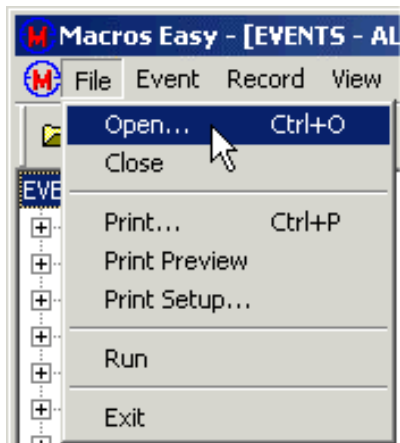 Macros Easy - [EVENTS - AL
File Event Record View
Open... Ctrl+O
Close
EVE
Print... Ctrl+P
Print Preview
Print Setup...
Run
Exit